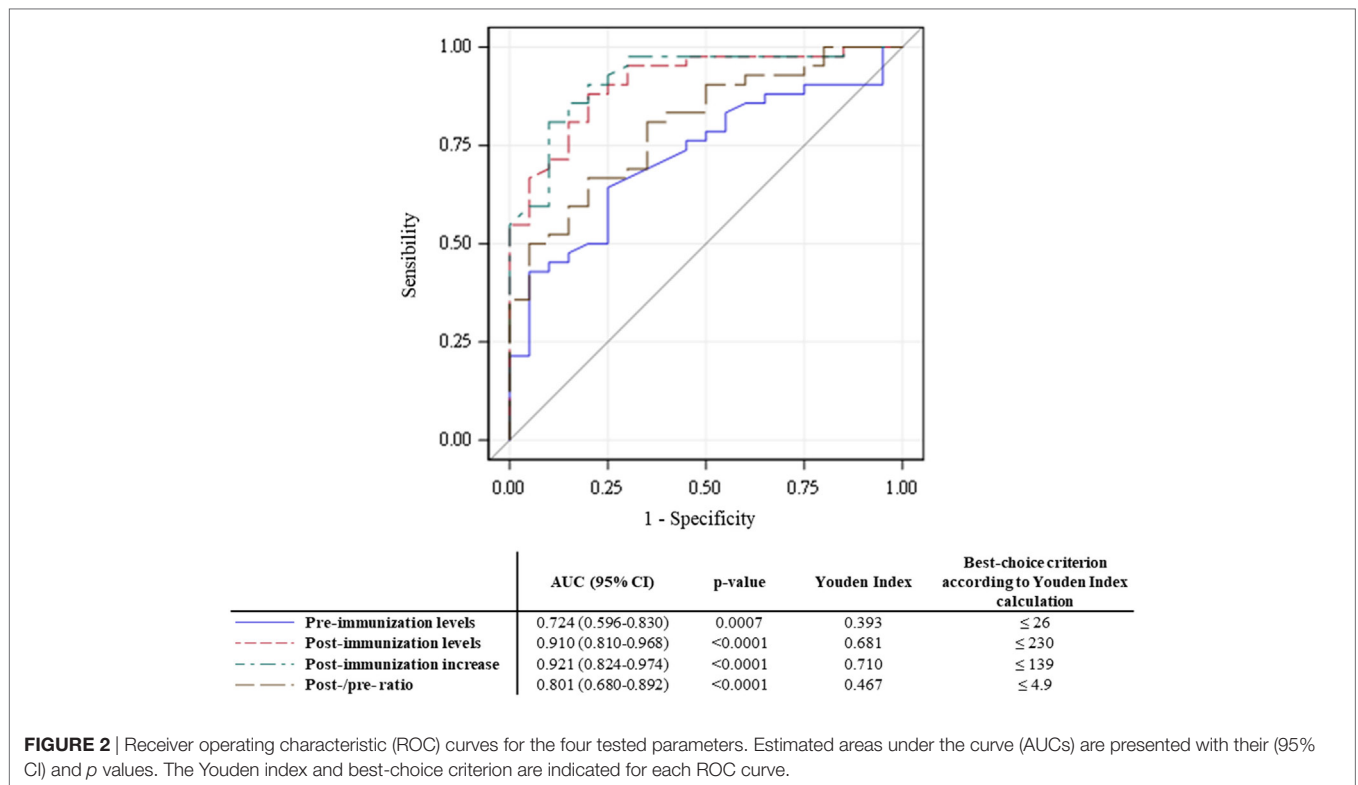 1.00
0.75
0.50
0.25
0.00
Sensibility
0.00 0.25 0.50 0.75 1.00
1 - Specificity
AUC (95% CI) p-value Youden Index Best-choice criterion
according to Youden Index
calculation
Pre-immunization levels 0.724 (0.596-0.830) 0.0007 0.393 ≤ 26
Post-immunization levels 0.910 (0.810-0.968) <0.0001 0.681 ≤ 230
Post-immunization increase 0.921 (0.824-0.974) <0.0001 0.710 ≤ 139
Post-/pre- ratio 0.801 (0.680-0.892) <0.0001 0.467 ≤ 4.9
FIGURE 2 | Receiver operating characteristic (ROC) curves for the four tested parameters. Estimated areas under the curve (AUCs) are presented with their (95%
CI) and p values. The Youden index and best-choice criterion are indicated for each ROC curve.